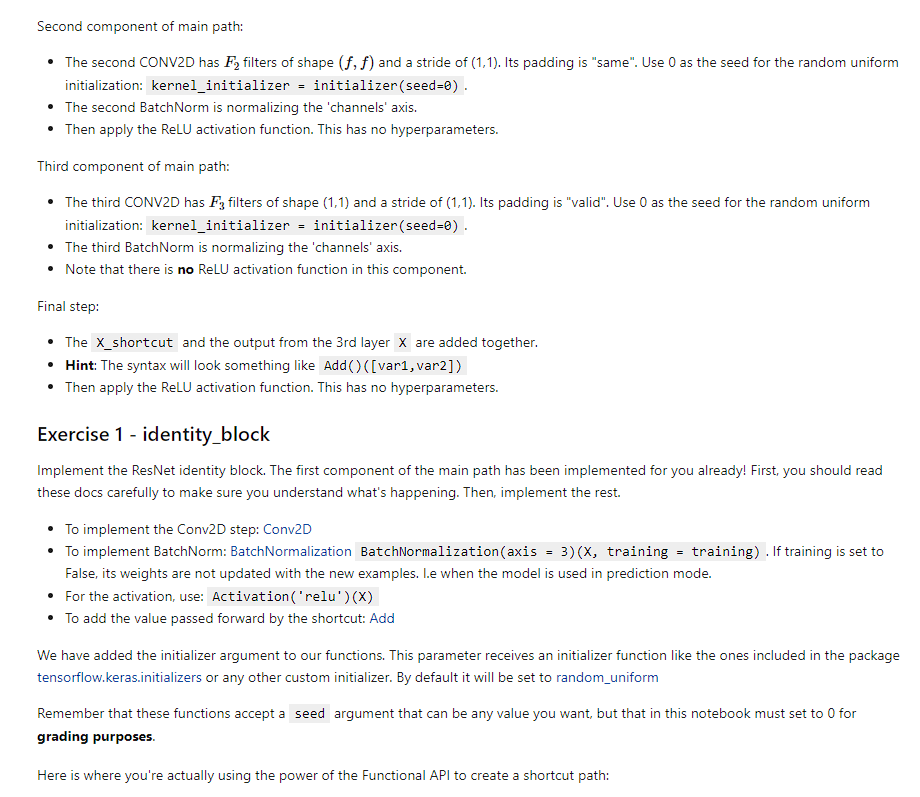 Second component of main path:
• The second CONV2D has F₂ filters of shape (f, f) and a stride of (1,1). Its padding is "same". Use 0 as the seed for the random uniform
initialization: kernel_initializer = initializer(seed=0) .
• The second BatchNorm is normalizing the 'channels' axis.
• Then apply the ReLU activation function. This has no hyperparameters.
Third component of main path:
• The third CONV2D has F₃ filters of shape (1,1) and a stride of (1,1). Its padding is "valid". Use 0 as the seed for the random uniform
initialization: kernel_initializer = initializer(seed=0) .
• The third BatchNorm is normalizing the 'channels' axis.
• Note that there is no ReLU activation function in this component.
Final step:
• The X_shortcut and the output from the 3rd layer X are added together.
• Hint: The syntax will look something like Add()([var1,var2])
• Then apply the ReLU activation function. This has no hyperparameters.
Exercise 1 - identity_block
Implement the ResNet identity block. The first component of the main path has been implemented for you already! First, you should read
these docs carefully to make sure you understand what's happening. Then, implement the rest.
• To implement the Conv2D step: Conv2D
• To implement BatchNorm: BatchNormalization BatchNormalization(axis = 3)(X, training = training) . If training is set to
False, its weights are not updated with the new examples. I.e when the model is used in prediction mode.
• For the activation, use: Activation('relu')(X)
• To add the value passed forward by the shortcut: Add
We have added the initializer argument to our functions. This parameter receives an initializer function like the ones included in the package
tensorflow.keras.initializers or any other custom initializer. By default it will be set to random_uniform
Remember that these functions accept a seed argument that can be any value you want, but that in this notebook must set to 0 for
grading purposes.
Here is where you're actually using the power of the Functional API to create a shortcut path: